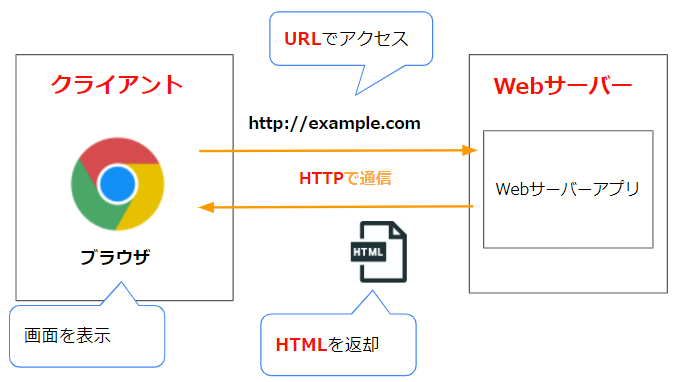 URLでアクセス
クライアント
Webサーバー
http://example.com
HTTPで通信
Webサーバーアプリ
HTML
ブラウザ
画面を表示
HTMLを返却